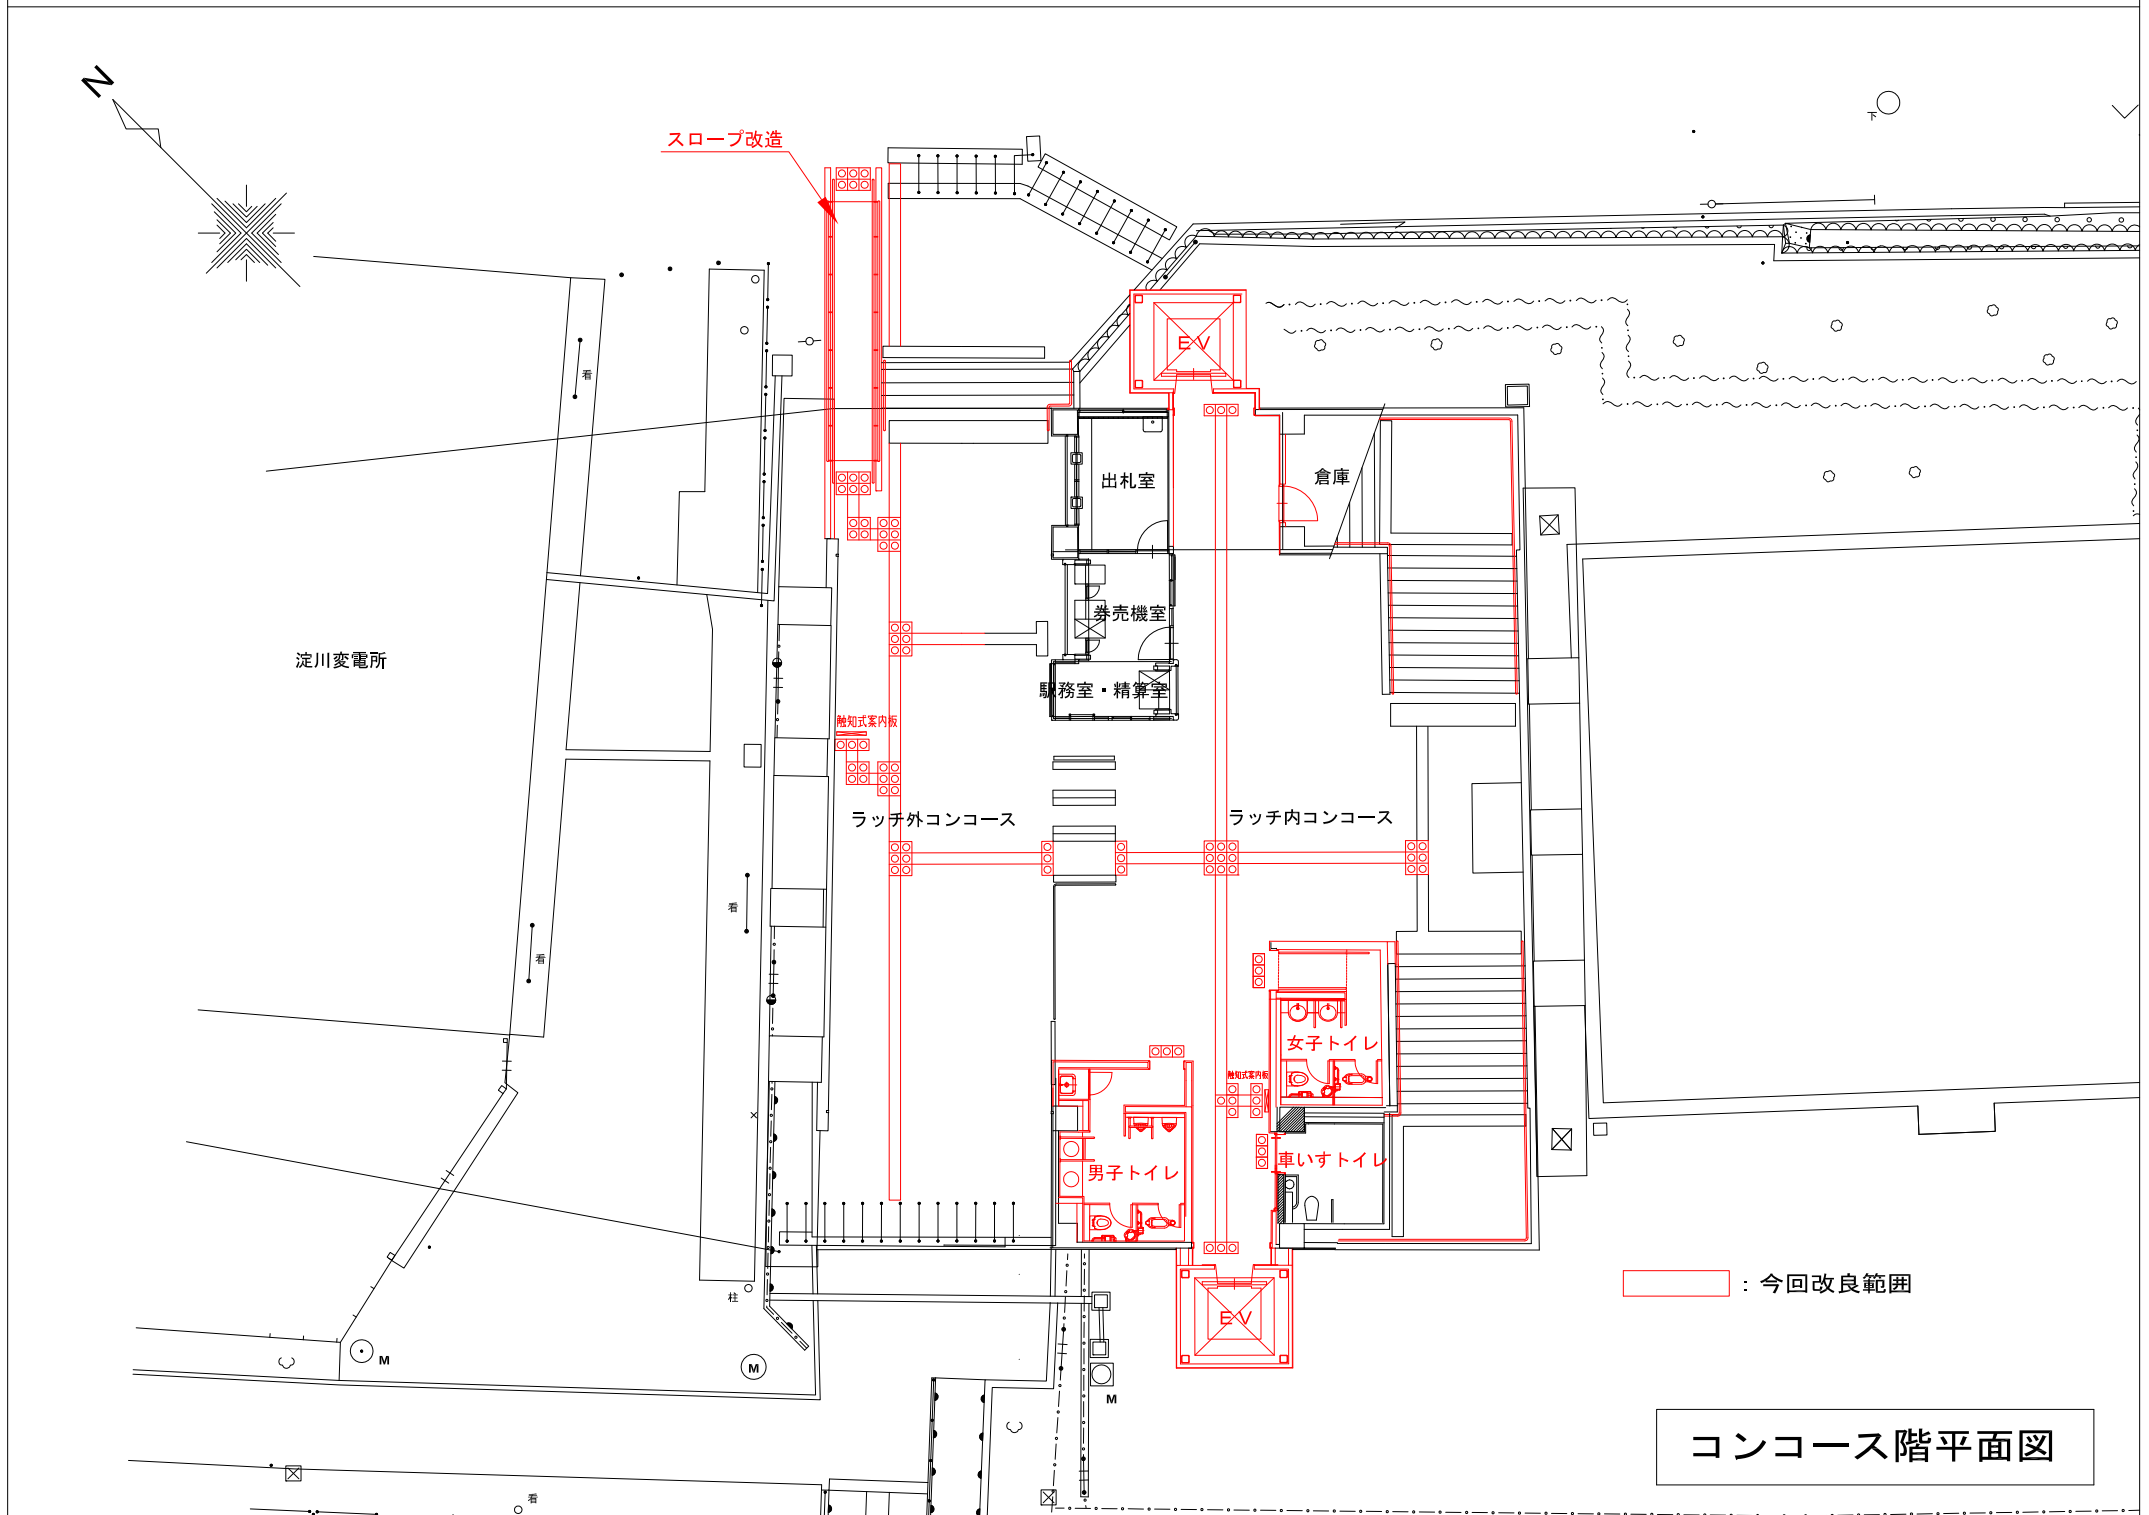 N
下
スロープ改造
EV
看
出札室
倉庫
券売機室
淀川変電所
駅務室・精算室
触知式案内板
ラッチ外コンコース
ラッチ内コンコース
看
看
女子トイレ
触知式案内板
男子トイレ
車いすトイレ
：今回改良範囲
柱
EV
M
M
M
コンコース階平面図
看